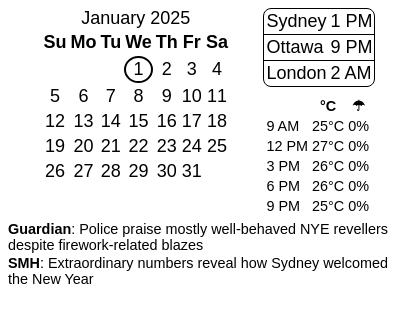 January 2025
Su Mo Tu We Th Fr Sa
1 2 3 4
5 6 7 8 9 10 11
12 13 14 15 16 17 18
19 20 21 22 23 24 25
26 27 28 29 30 31
Sydney 1 PM
Ottawa 9 PM
London 2 AM
°C ☂
9 AM 25°C 0%
12 PM 27°C 0%
3 PM 26°C 0%
6 PM 26°C 0%
9 PM 25°C 0%
Guardian: Police praise mostly well-behaved NYE revellers
despite firework-related blazes
SMH: Extraordinary numbers reveal how Sydney welcomed
the New Year